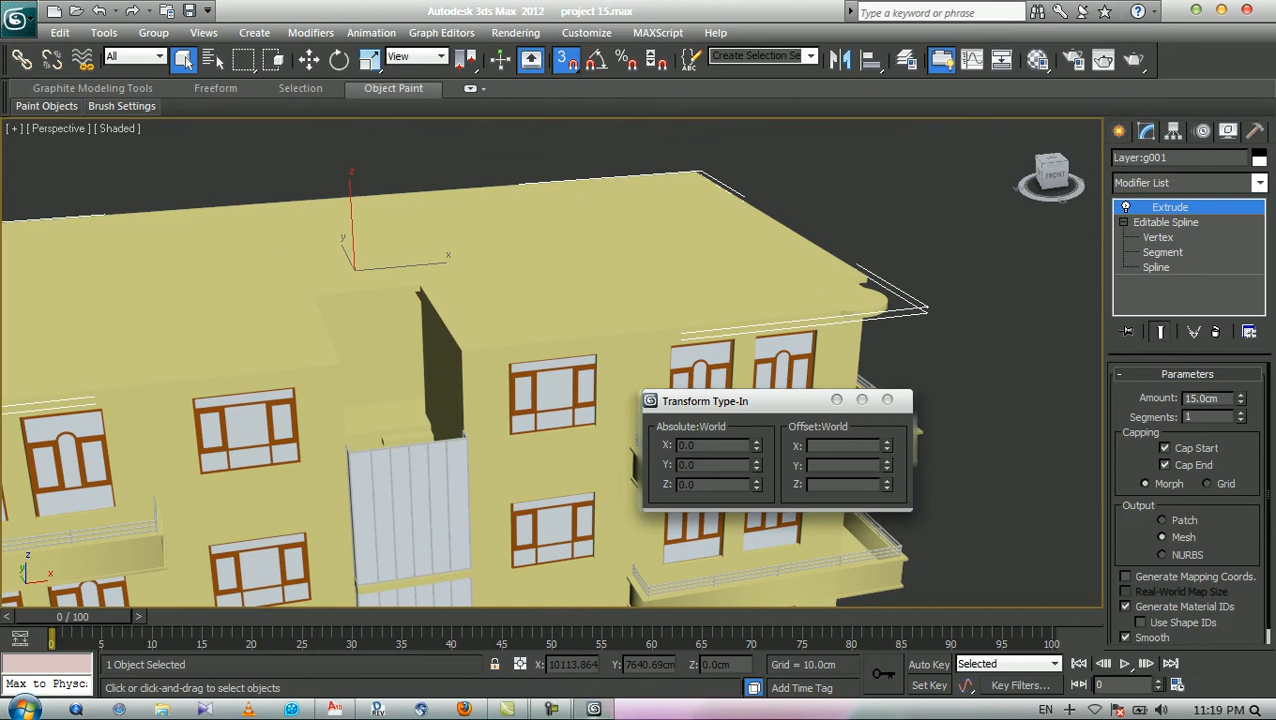 Autodesk 3ds Max 2012 project 15.max
Type a keyword or phrase
Edit Tools Group Views Create Modifiers Animation Graph Editors Rendering Customize MAXScript Help
All View 3 Create Selection Se
Graphite Modeling Tools Freeform Selection Object Paint
Paint Objects Brush Settings
[ + ] [ Perspective ] [ Shaded ]
FRONT
z
y
x
z
y
x
Layer:g001
Modifier List
Extrude
Editable Spline
Vertex
Segment
Spline
Parameters
Amount: 15.0cm
Segments: 1
Capping
Cap Start
Cap End
Morph Grid
Output
Patch
Mesh
NURBS
Generate Mapping Coords.
Real-World Map Size
Generate Material IDs
Use Shape IDs
Smooth
Transform Type-In
Absolute:World Offset:World
X: 0.0 X:
Y: 0.0 Y:
Z: 0.0 Z:
< 0 / 100 >
0 5 10 15 20 25 30 35 40 45 50 55 60 65 70 75 80 85 90 95 100
1 Object Selected X: 10113.864 Y: 7640.69cm Z: 0.0cm Grid = 10.0cm Auto Key Selected
Max to Physc: Click or click-and-drag to select objects Add Time Tag Set Key Key Filters... 0
EN 11:19 PM